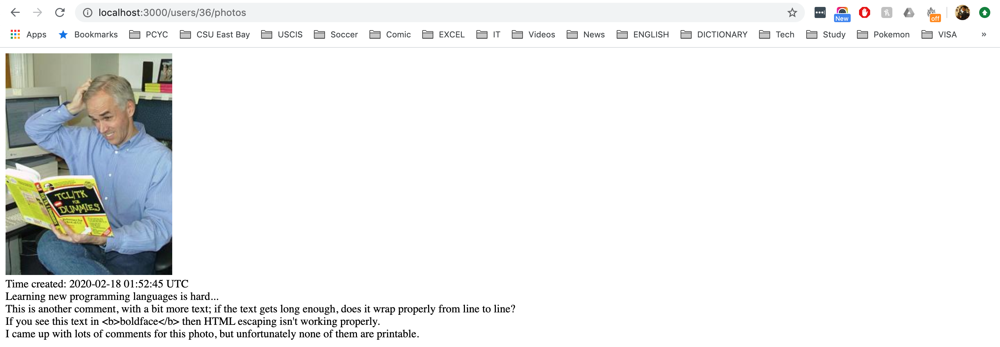 localhost:3000/users/36/photos
New
off
Apps Bookmarks PCYC CSU East Bay USCIS Soccer Comic EXCEL IT Videos News ENGLISH DICTIONARY Tech Study Pokemon VISA »
TCL/TK
FOR
DUMMIES
Time created: 2020-02-18 01:52:45 UTC
Learning new programming languages is hard...
This is another comment, with a bit more text; if the text gets long enough, does it wrap properly from line to line?
If you see this text in <b>boldface</b> then HTML escaping isn't working properly.
I came up with lots of comments for this photo, but unfortunately none of them are printable.